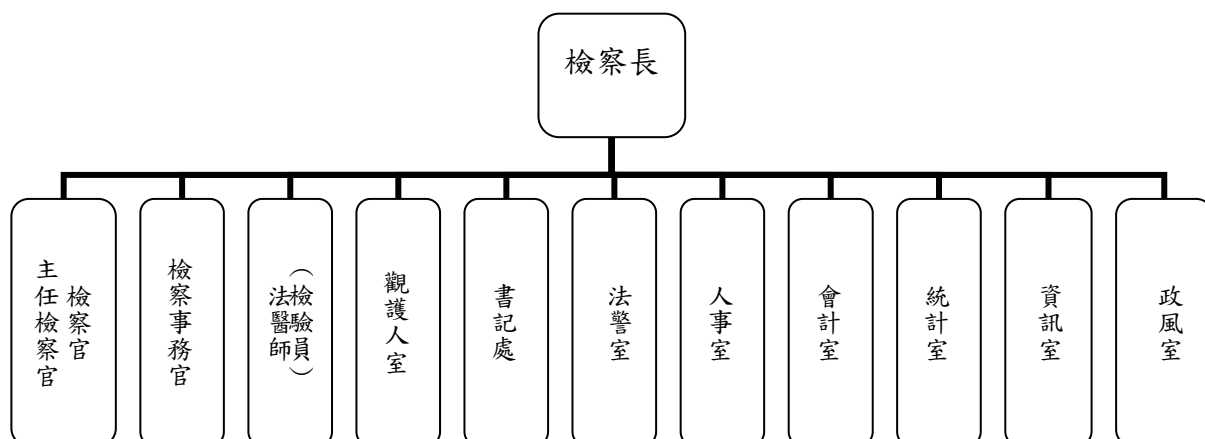 檢察長
主任檢察官
檢察官
檢察事務官
法醫師
（檢驗員）
觀護人室
書記處
法警室
人事室
會計室
統計室
資訊室
政風室